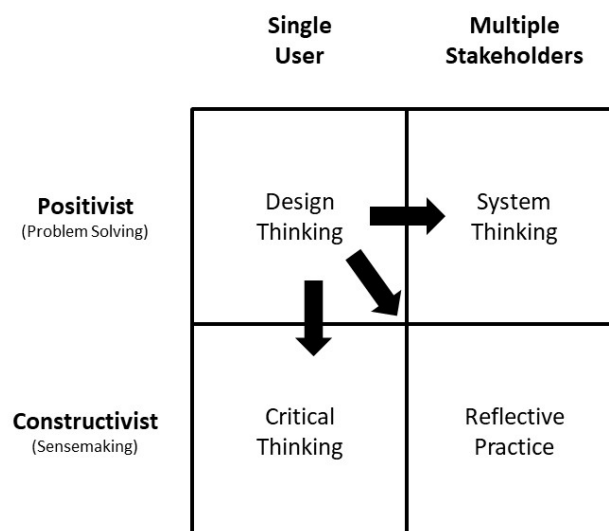 Single
User
Multiple
Stakeholders
Positivist
(Problem Solving)
Design
Thinking
System
Thinking
Constructivist
(Sensemaking)
Critical
Thinking
Reflective
Practice